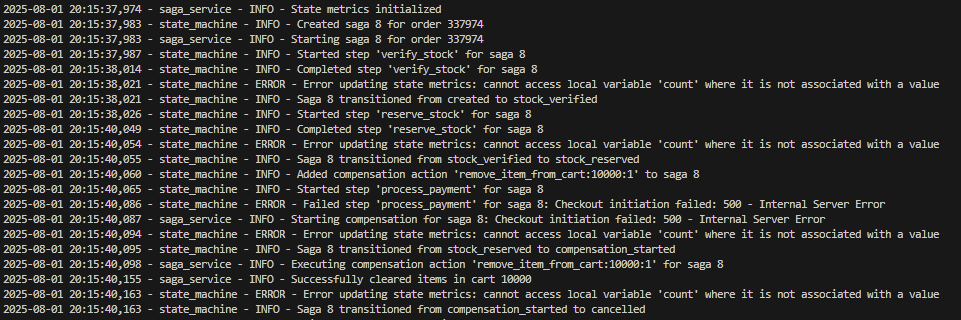 2025-08-01 20:15:37,974 - saga_service - INFO - State metrics initialized
2025-08-01 20:15:37,983 - state_machine - INFO - Created saga 8 for order 337974
2025-08-01 20:15:37,983 - saga_service - INFO - Starting saga 8 for order 337974
2025-08-01 20:15:37,987 - state_machine - INFO - Started step 'verify_stock' for saga 8
2025-08-01 20:15:38,014 - state_machine - INFO - Completed step 'verify_stock' for saga 8
2025-08-01 20:15:38,021 - state_machine - ERROR - Error updating state metrics: cannot access local variable 'count' where it is not associated with a value
2025-08-01 20:15:38,021 - state_machine - INFO - Saga 8 transitioned from created to stock_verified
2025-08-01 20:15:38,026 - state_machine - INFO - Started step 'reserve_stock' for saga 8
2025-08-01 20:15:40,049 - state_machine - INFO - Completed step 'reserve_stock' for saga 8
2025-08-01 20:15:40,054 - state_machine - ERROR - Error updating state metrics: cannot access local variable 'count' where it is not associated with a value
2025-08-01 20:15:40,055 - state_machine - INFO - Saga 8 transitioned from stock_verified to stock_reserved
2025-08-01 20:15:40,060 - state_machine - INFO - Added compensation action 'remove_item_from_cart:10000:1' to saga 8
2025-08-01 20:15:40,065 - state_machine - INFO - Started step 'process_payment' for saga 8
2025-08-01 20:15:40,086 - state_machine - ERROR - Failed step 'process_payment' for saga 8: Checkout initiation failed: 500 - Internal Server Error
2025-08-01 20:15:40,087 - saga_service - INFO - Starting compensation for saga 8: Checkout initiation failed: 500 - Internal Server Error
2025-08-01 20:15:40,094 - state_machine - ERROR - Error updating state metrics: cannot access local variable 'count' where it is not associated with a value
2025-08-01 20:15:40,095 - state_machine - INFO - Saga 8 transitioned from stock_reserved to compensation_started
2025-08-01 20:15:40,098 - saga_service - INFO - Executing compensation action 'remove_item_from_cart:10000:1' for saga 8
2025-08-01 20:15:40,155 - saga_service - INFO - Successfully cleared items in cart 10000
2025-08-01 20:15:40,163 - state_machine - ERROR - Error updating state metrics: cannot access local variable 'count' where it is not associated with a value
2025-08-01 20:15:40,163 - state_machine - INFO - Saga 8 transitioned from compensation_started to cancelled